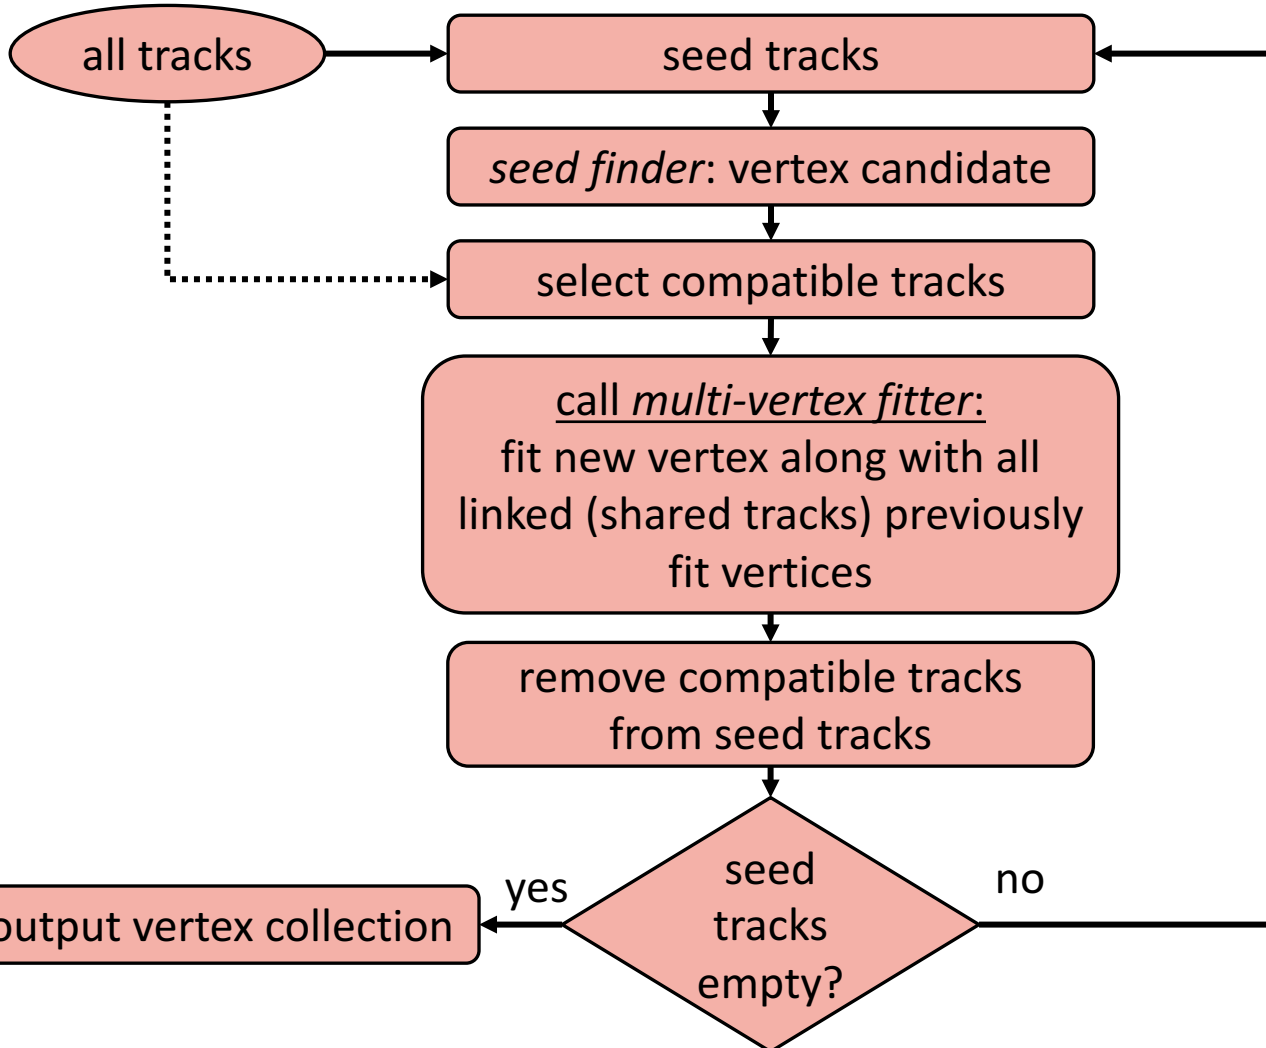 all tracks
seed tracks
seed finder: vertex candidate
select compatible tracks
call multi-vertex fitter:
fit new vertex along with all
linked (shared tracks) previously
fit vertices
remove compatible tracks
from seed tracks
seed
tracks
empty?
yes
no
output vertex collection